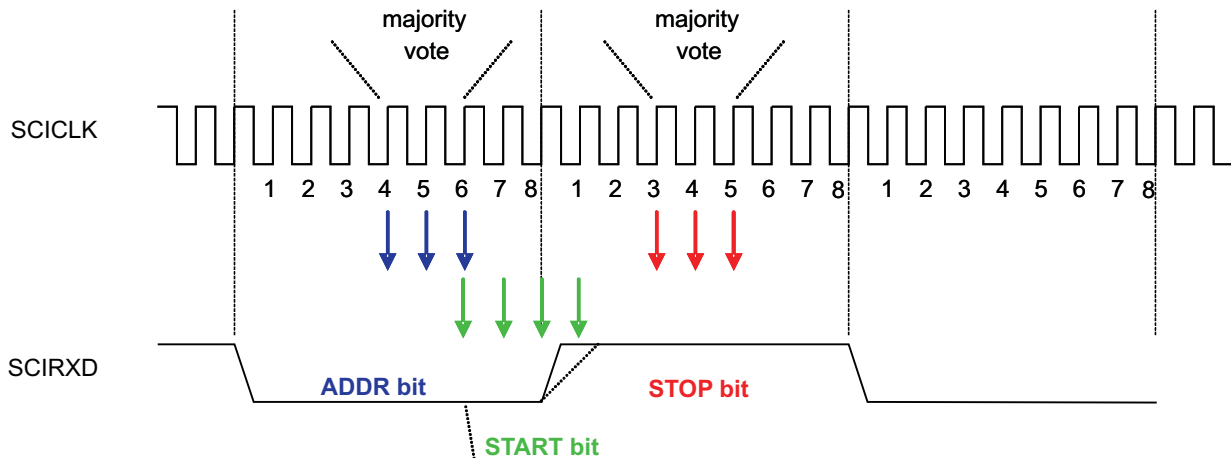 majority vote
majority vote
SCICLK
1 2 3 4 5 6 7 8 1 2 3 4 5 6 7 8 1 2 3 4 5 6 7 8
SCIRXD
ADDR bit
STOP bit
START bit